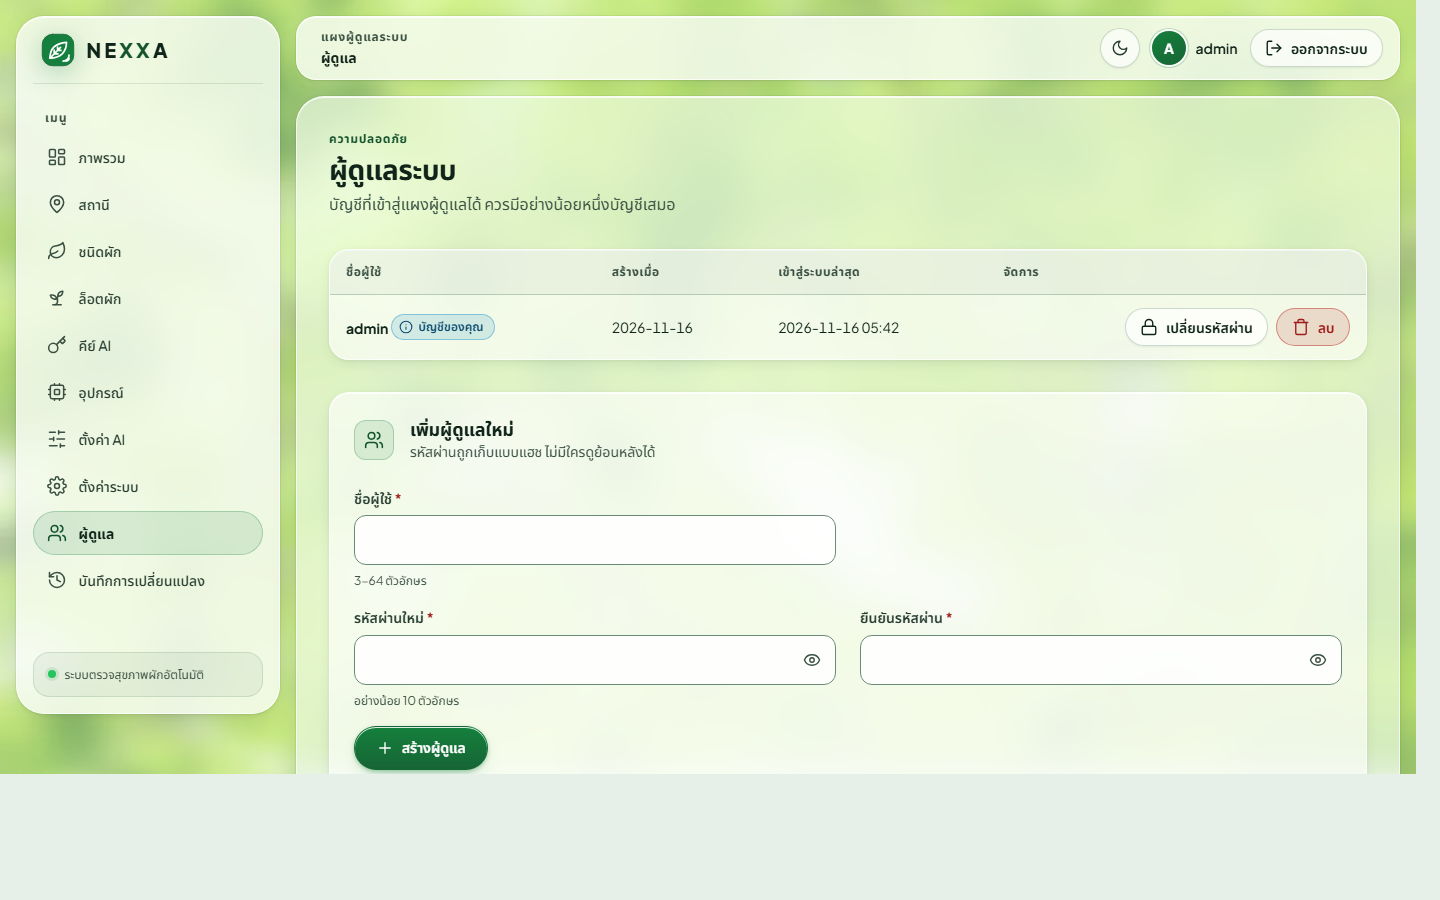 NEXXA
เมนู
ภาพรวม
สถานี
ชนิดผัก
ล็อตผัก
คีย์ AI
อุปกรณ์
ตั้งค่า AI
ตั้งค่าระบบ
ผู้ดูแล
บันทึกการเปลี่ยนแปลง
ระบบตรวจสุขภาพผักอัตโนมัติ
แผงผู้ดูแลระบบ
ผู้ดูแล
A admin ออกจากระบบ
ความปลอดภัย
ผู้ดูแลระบบ
บัญชีที่เข้าสู่แผงผู้ดูแลได้ ควรมีอย่างน้อยหนึ่งบัญชีเสมอ
ชื่อผู้ใช้ สร้างเมื่อ เข้าสู่ระบบล่าสุด จัดการ
admin บัญชีของคุณ 2026-11-16 2026-11-16 05:42 เปลี่ยนรหัสผ่าน ลบ
เพิ่มผู้ดูแลใหม่
รหัสผ่านถูกเก็บแบบแฮช ไม่มีใครดูย้อนหลังได้
ชื่อผู้ใช้ *
3–64 ตัวอักษร
รหัสผ่านใหม่ * ยืนยันรหัสผ่าน *
อย่างน้อย 10 ตัวอักษร
สร้างผู้ดูแล